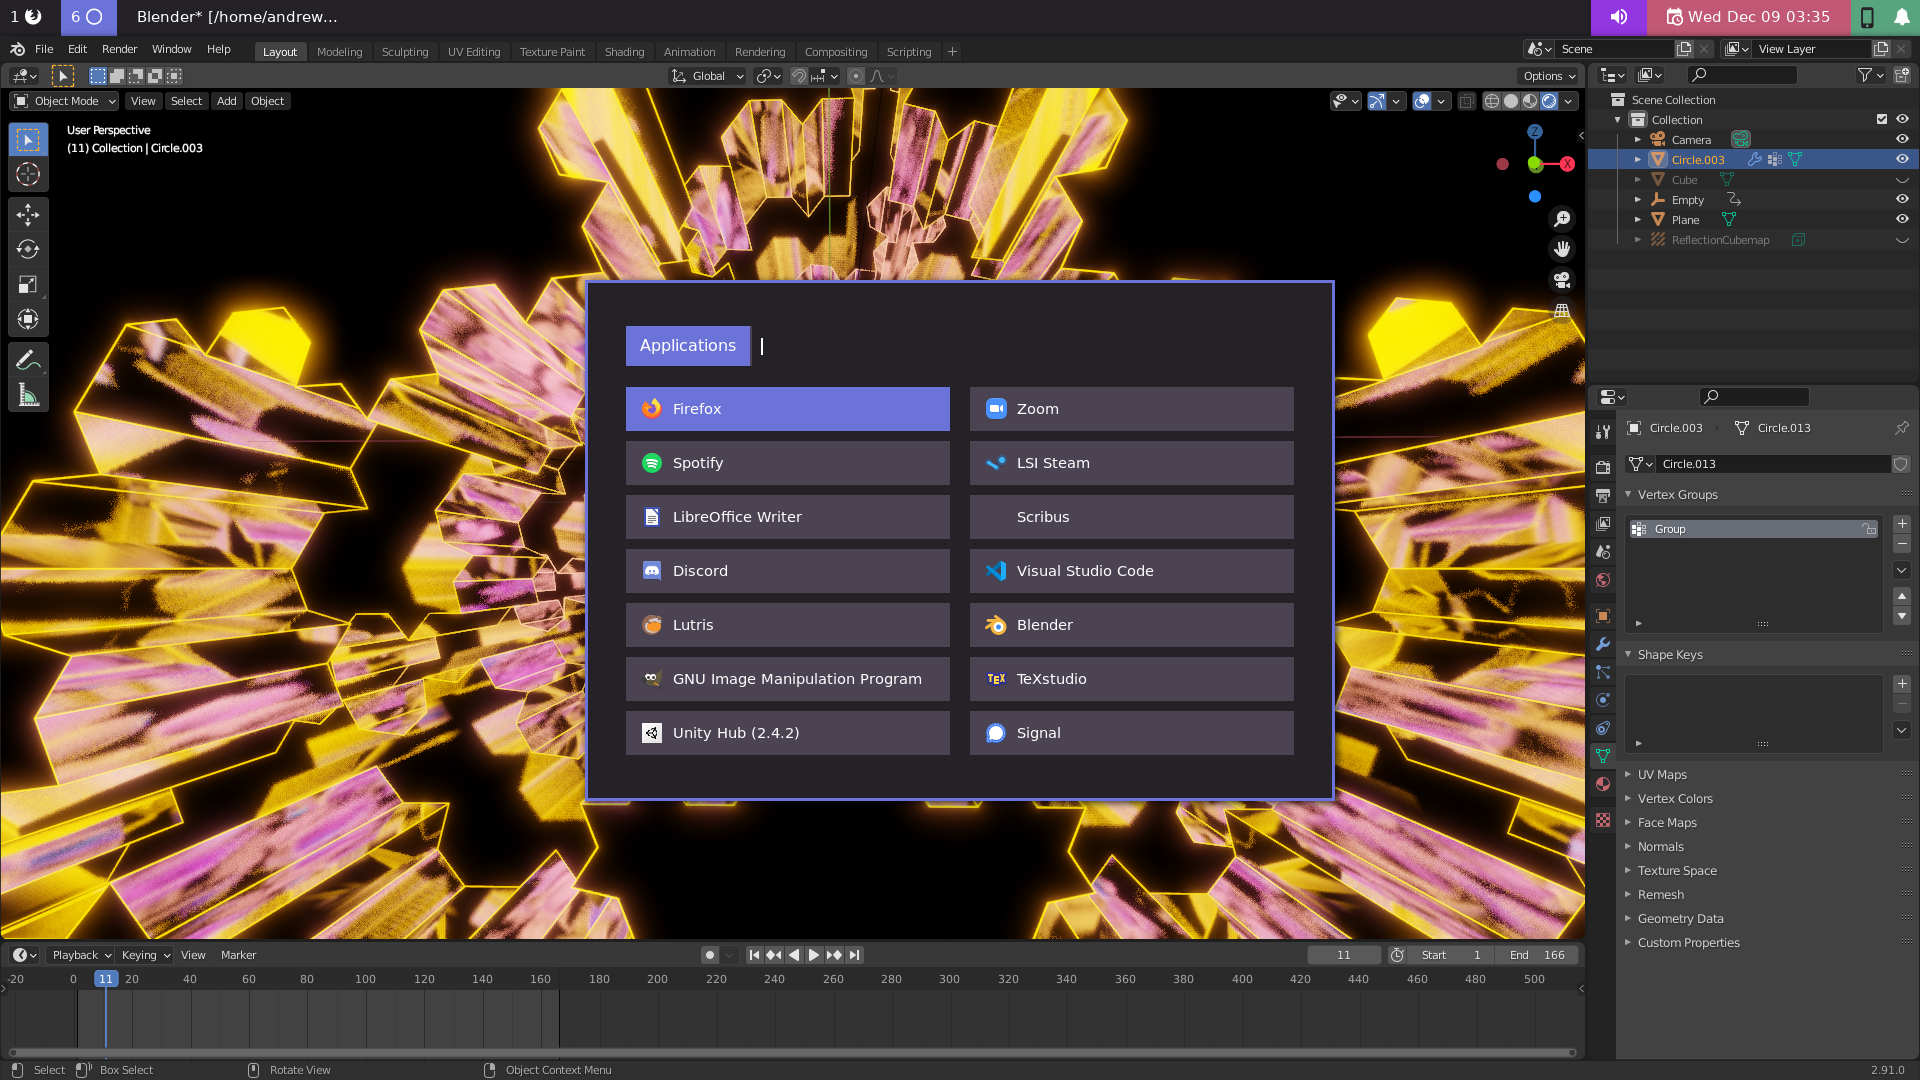 1
6
Blender* [/home/andrew...
Wed Dec 09 03:35
File Edit Render Window Help
Layout Modeling Sculpting UV Editing Texture Paint Shading Animation Rendering Compositing Scripting +
Scene
View Layer
Global
Options
Object Mode View Select Add Object
User Perspective
(11) Collection | Circle.003
Z
X
Scene Collection
Collection
Camera
Circle.003
Cube
Empty
Plane
ReflectionCubemap
Applications
Firefox
Zoom
Spotify
LSI Steam
LibreOffice Writer
Scribus
Discord
Visual Studio Code
Lutris
Blender
GNU Image Manipulation Program
TEX TeXstudio
Unity Hub (2.4.2)
Signal
Circle.003 Circle.013
Circle.013
Vertex Groups
Group
Shape Keys
UV Maps
Vertex Colors
Face Maps
Normals
Texture Space
Remesh
Geometry Data
Custom Properties
Playback Keying View Marker
11
Start 1
End 166
-20 0 11 20 40 60 80 100 120 140 160 180 200 220 240 260 280 300 320 340 360 380 400 420 440 460 480 500
Select Box Select Rotate View Object Context Menu
2.91.0